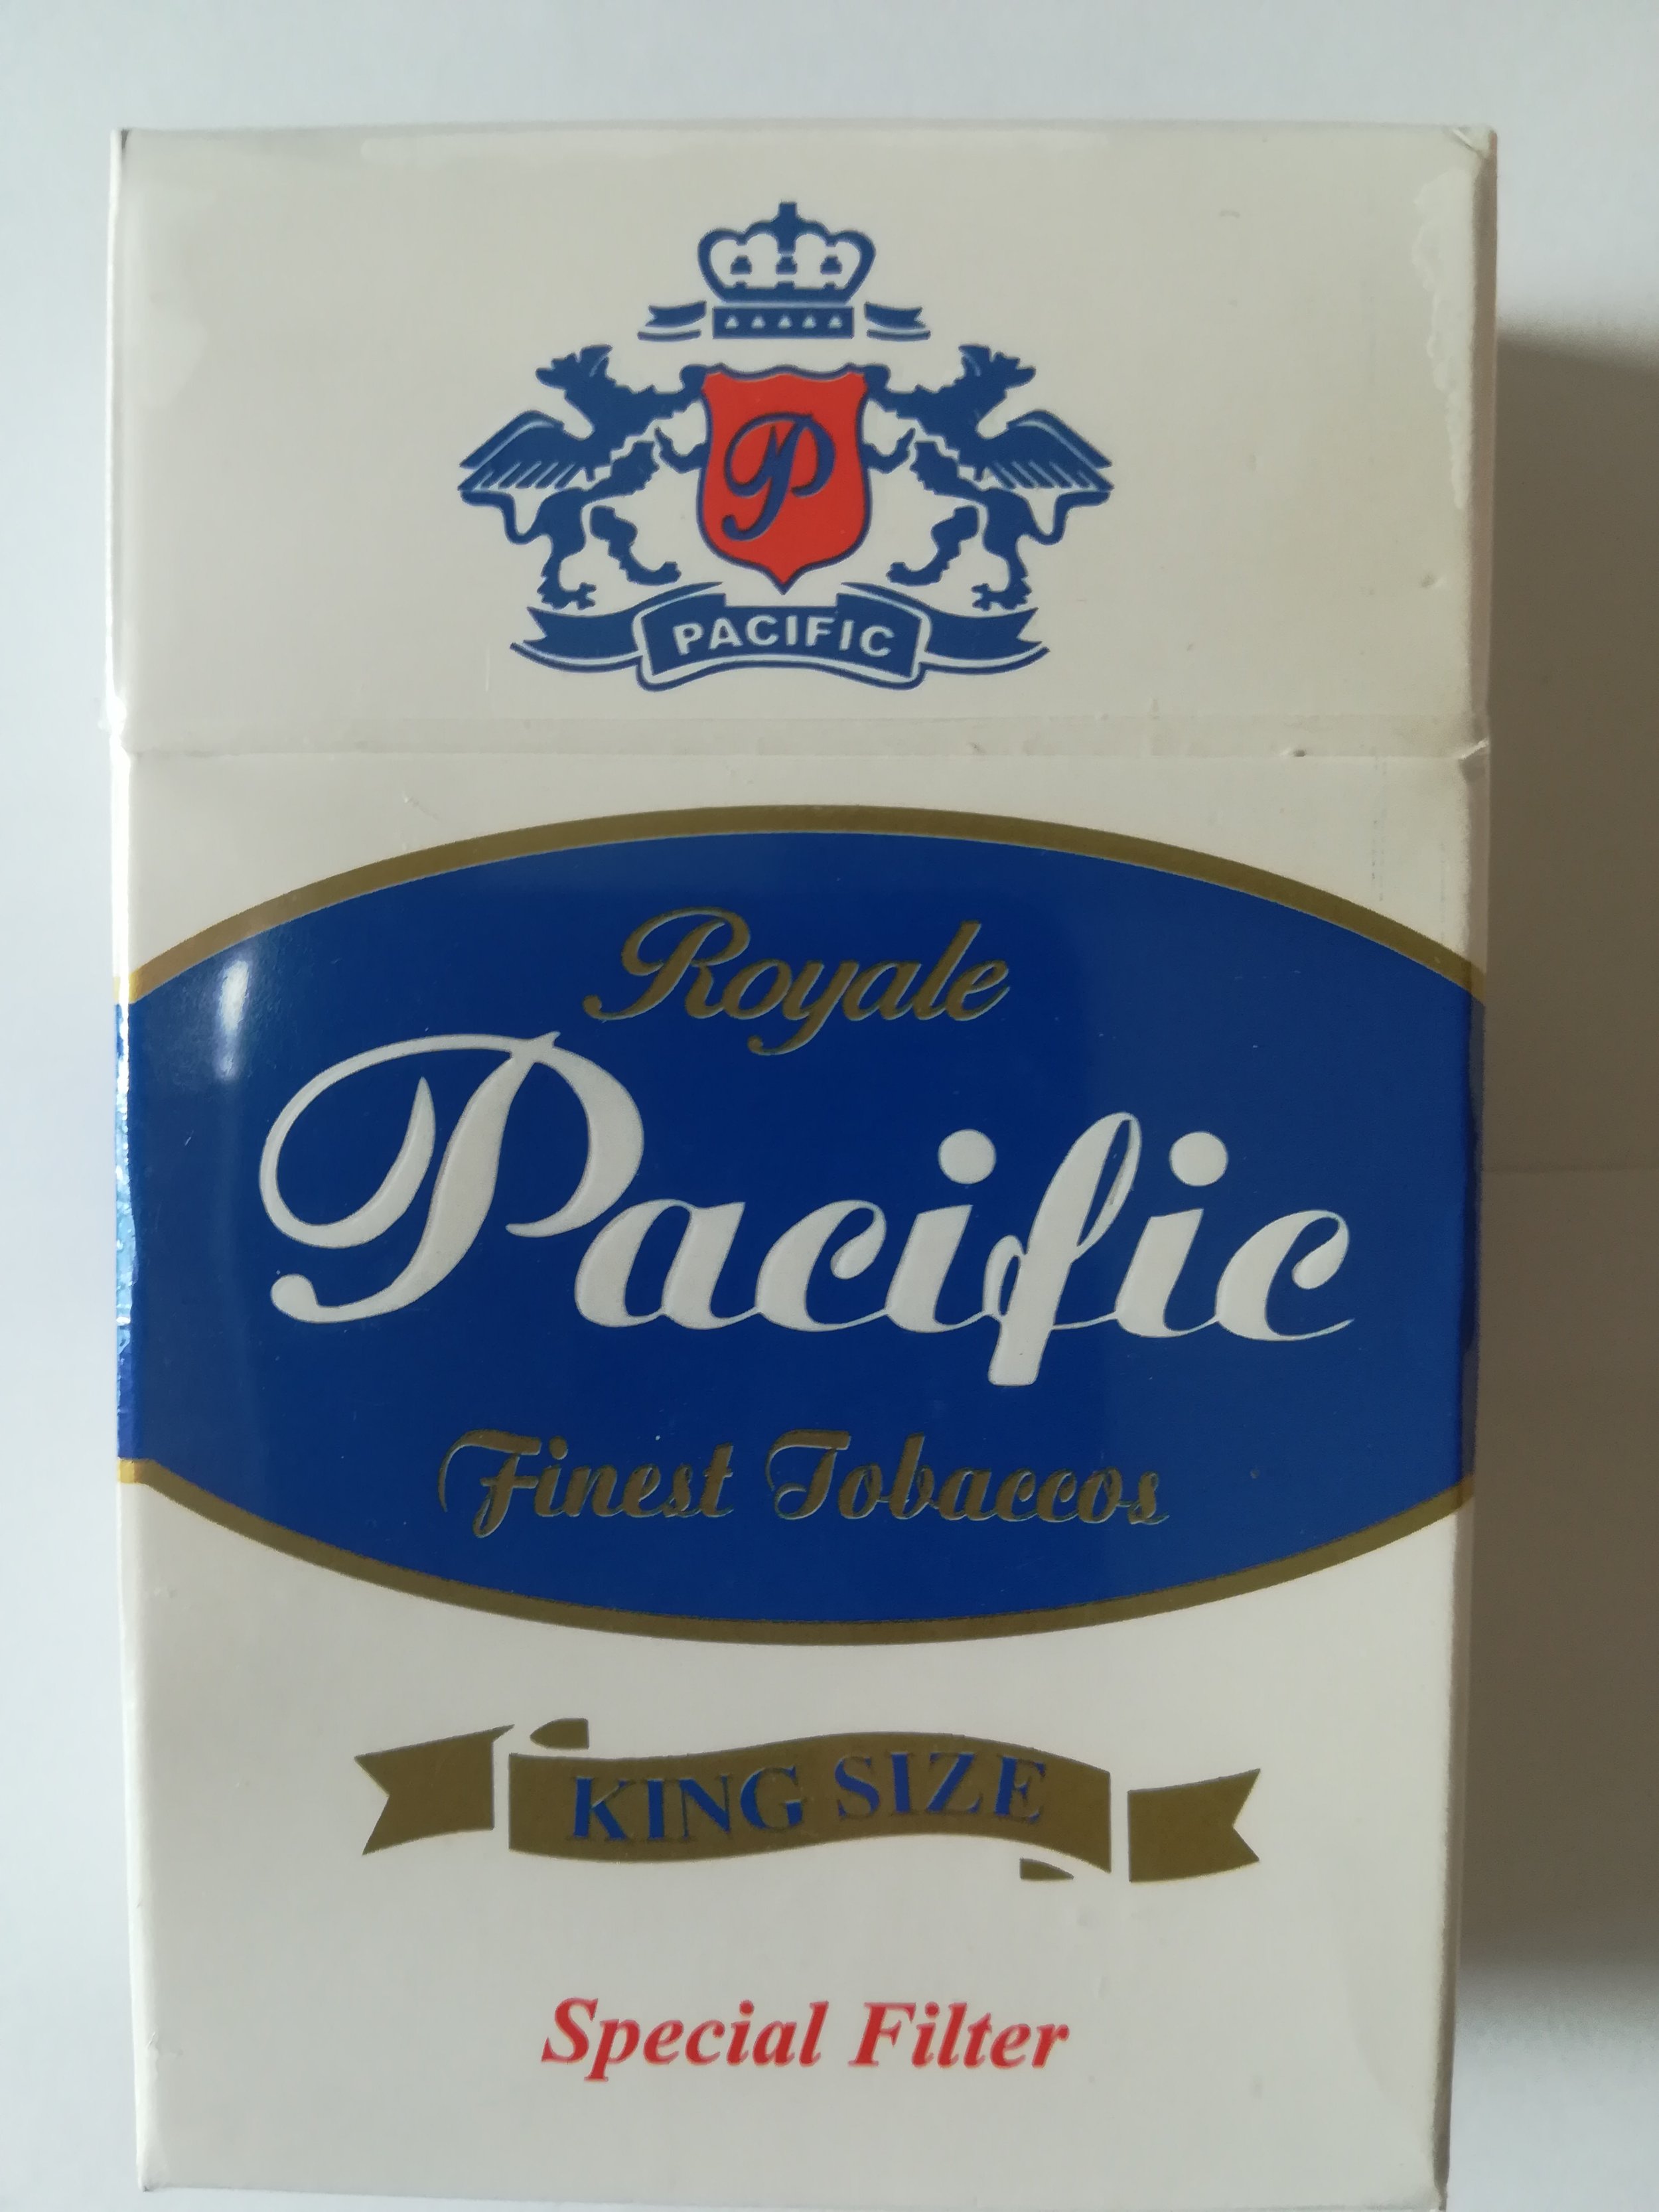 P
PACIFIC
Royale
Pacific
Finest Tobaccos
KING SIZE
Special Filter